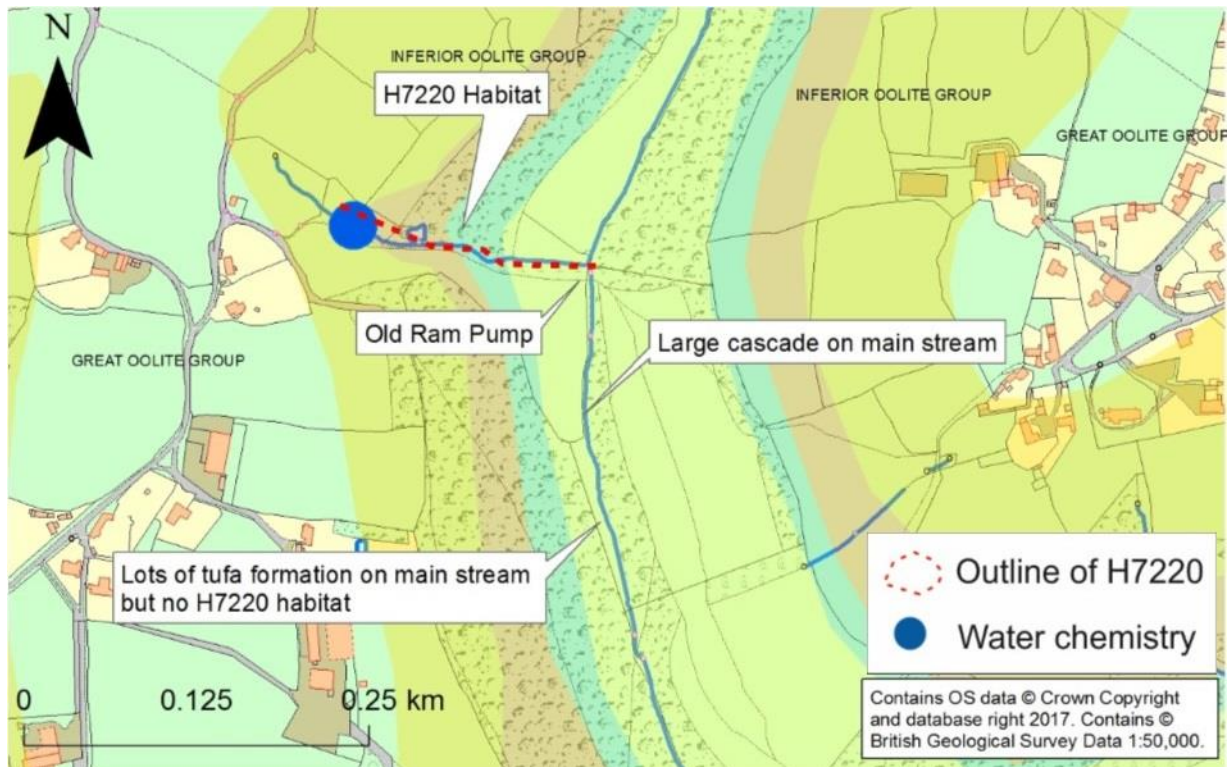 N
INFERIOR OOLITE GROUP
H7220 Habitat
INFERIOR OOLITE GROUP
GREAT OOLITE GROUP
Old Ram Pump
Large cascade on main stream
GREAT OOLITE GROUP
Lots of tufa formation on main stream
but no H7220 habitat
0 0.125 0.25 km
Outline of H7220
Water chemistry
Contains OS data © Crown Copyright
and database right 2017. Contains ©
British Geological Survey Data 1:50,000.